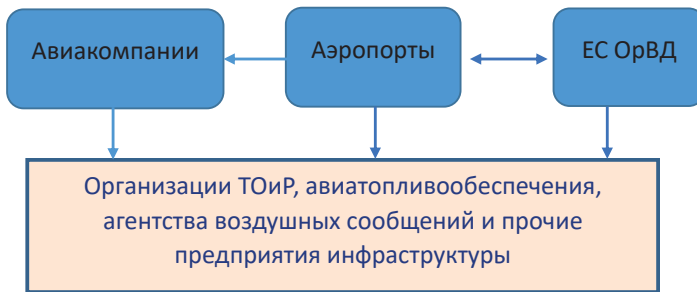 Авиакомпании
Аэропорты
ЕС ОрВД
Организации ТОиР, авиатопливообеспечения,
агентства воздушных сообщений и прочие
предприятия инфраструктуры